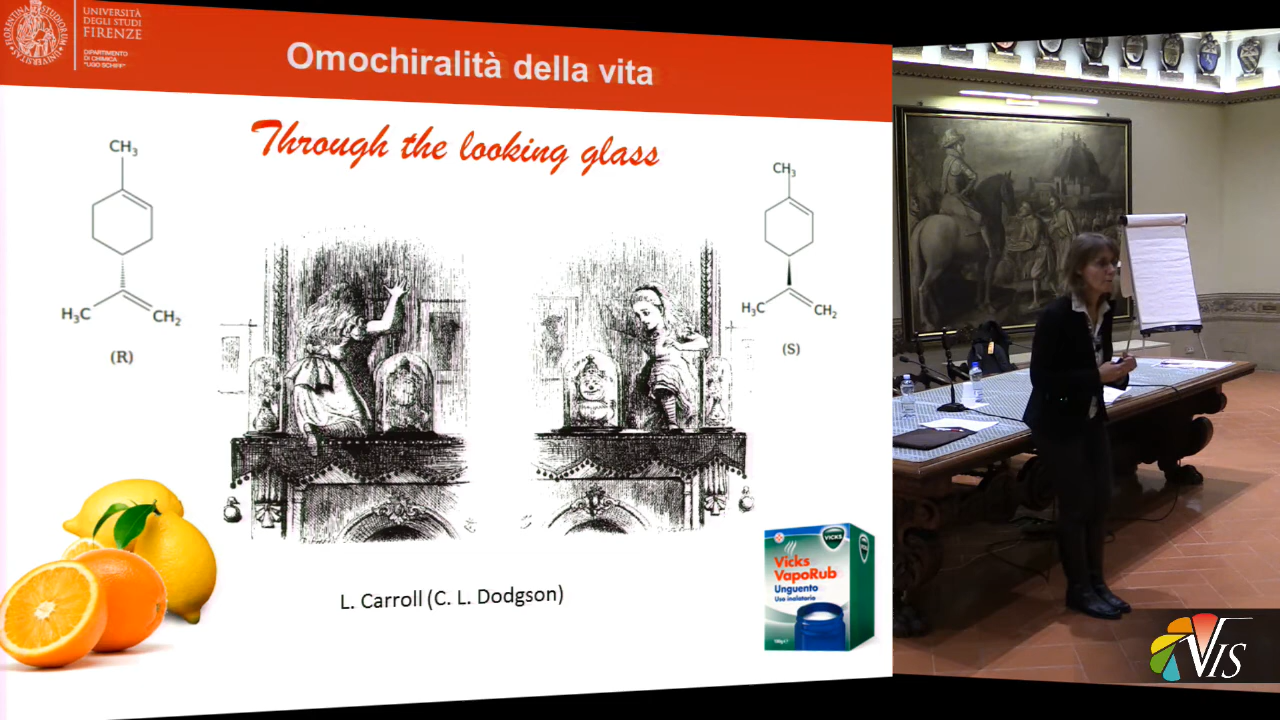 UNIVERSITÀ
DEGLI STUDI
FIRENZE
DIPARTIMENTO
DI CHIMICA
"UGO SCHIFF"
Omochiralità della vita
Through the looking glass
CH3
H3C
CH2
(R)
CH3
H3C
CH2
(S)
L. Carroll (C. L. Dodgson)
VICKS
Vicks
VapoRub
Unguento
Uso inalatorio
VIS